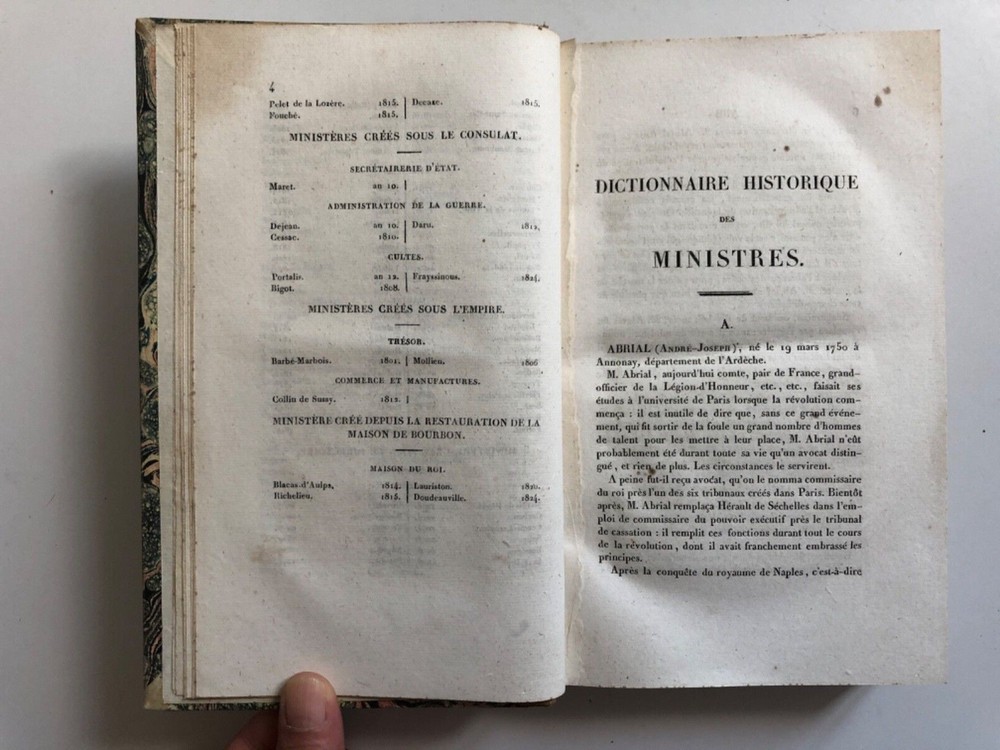 4
Pelet de la Lozère. 1815. Decaze. 1815.
Fouché. 1815.
MINISTÈRES CRÉÉS SOUS LE CONSULAT.
SECRÉTAIRERIE D'ÉTAT.
Maret. an 10.
ADMINISTRATION DE LA GUERRE.
Dejean. an 10. Daru. 1812.
Cessac. 1810.
CULTES.
Portalis. an 12. Frayssinous. 1824.
Bigot. 1808.
MINISTÈRES CRÉÉS SOUS L'EMPIRE.
TRÉSOR.
Barbé-Marbois. 1801. Mollien. 1806
COMMERCE ET MANUFACTURES.
Collin de Sussy. 1812.
MINISTÈRE CRÉÉ DEPUIS LA RESTAURATION DE LA
MAISON DE BOURBON.
MAISON DU ROI.
Blacas-d'Aulps. 1814. Lauriston. 1820.
Richelieu. 1815. Doudeauville. 1824.
DICTIONNAIRE HISTORIQUE
DES
MINISTRES.
A.
ABRIAL (André-Joseph), né le 19 mars 1750 à
Annonay, département de l'Ardèche.
M. Abrial, aujourd'hui comte, pair de France, grand-
officier de la Légion-d'Honneur, etc., etc., faisait ses
études à l'université de Paris lorsque la révolution com-
mença : il est inutile de dire que, sans ce grand événe-
ment, qui fit sortir de la foule un grand nombre d'hommes
de talent pour les mettre à leur place, M. Abrial n'eût
probablement été durant toute sa vie qu'un avocat distin-
gué, et rien de plus. Les circonstances le servirent.
A peine fut-il reçu avocat, qu'on le nomma commissaire
du roi près l'un des six tribunaux créés dans Paris. Bientôt
après, M. Abrial remplaça Hérault de Séchelles dans l'em-
ploi de commissaire du pouvoir exécutif près le tribunal
de cassation : il remplit ces fonctions durant tout le cours
de la révolution, dont il avait franchement embrassé les
principes.
Après la conquête du royaume de Naples, c'est-à-dire